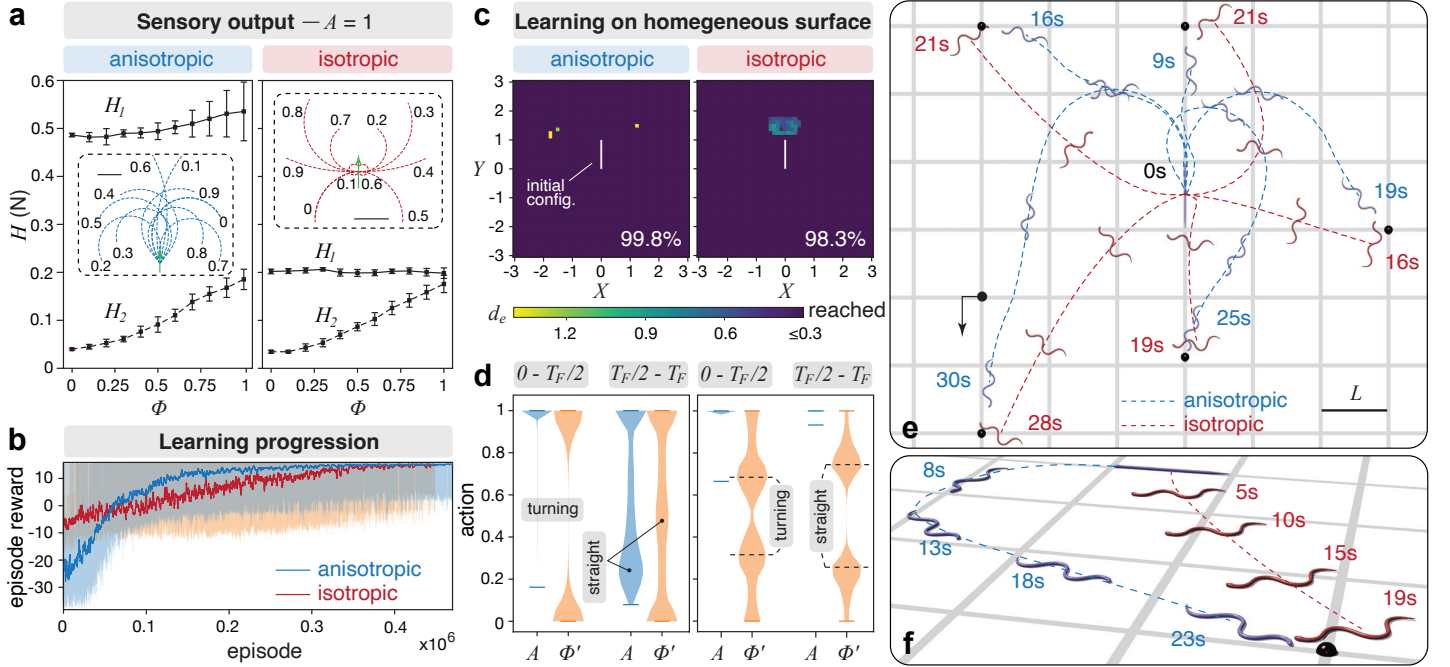 a
Sensory output — A = 1
anisotropic
isotropic
0.6
0.5
0.4
0.3
0.2
0.1
0
H (N)
H1
0.6
0.1
0.4
0.9
0.5
0
0.3
0.8
0.2
0.7
H2
0
0.25
0.5
0.75
1
Φ
0.8
0.3
0.7
0.2
0.9
0.4
0.1
0.6
0
0.5
H1
H2
0
0.25
0.5
0.75
1
Φ
b
Learning progression
10
0
-10
-20
-30
episode reward
anisotropic
isotropic
0
0.1
0.2
0.3
0.4
x10⁶
episode
c
Learning on homegeneous surface
anisotropic
isotropic
3
2
1
0
-1
-2
-3
Y
initial
config.
99.8%
98.3%
-3
-2
-1
0
1
2
3
X
-3
-2
-1
0
1
2
3
X
de
reached
1.2
0.9
0.6
≤0.3
d
0 - TF/2
TF/2 - TF
0 - TF/2
TF/2 - TF
1
0.8
0.6
0.4
0.2
0
action
turning
straight
turning
straight
A
Φ'
A
Φ'
A
Φ'
A
Φ'
16s
21s
21s
9s
0s
19s
16s
25s
19s
30s
28s
anisotropic
isotropic
L
e
8s
5s
10s
13s
15s
18s
19s
23s
f